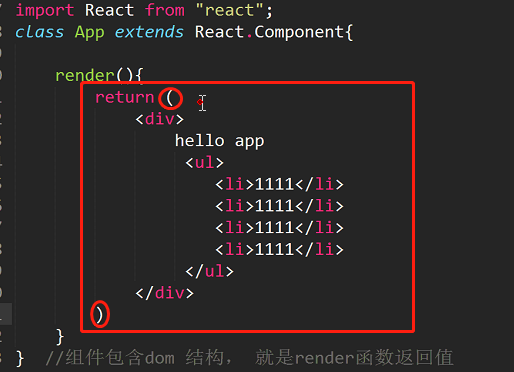 import React from "react";
class App extends React.Component{
render(){
return (
<div>
hello app
<ul>
<li>1111</li>
<li>1111</li>
<li>1111</li>
<li>1111</li>
</ul>
</div>
)
}
} //组件包含dom 结构， 就是render函数返回值